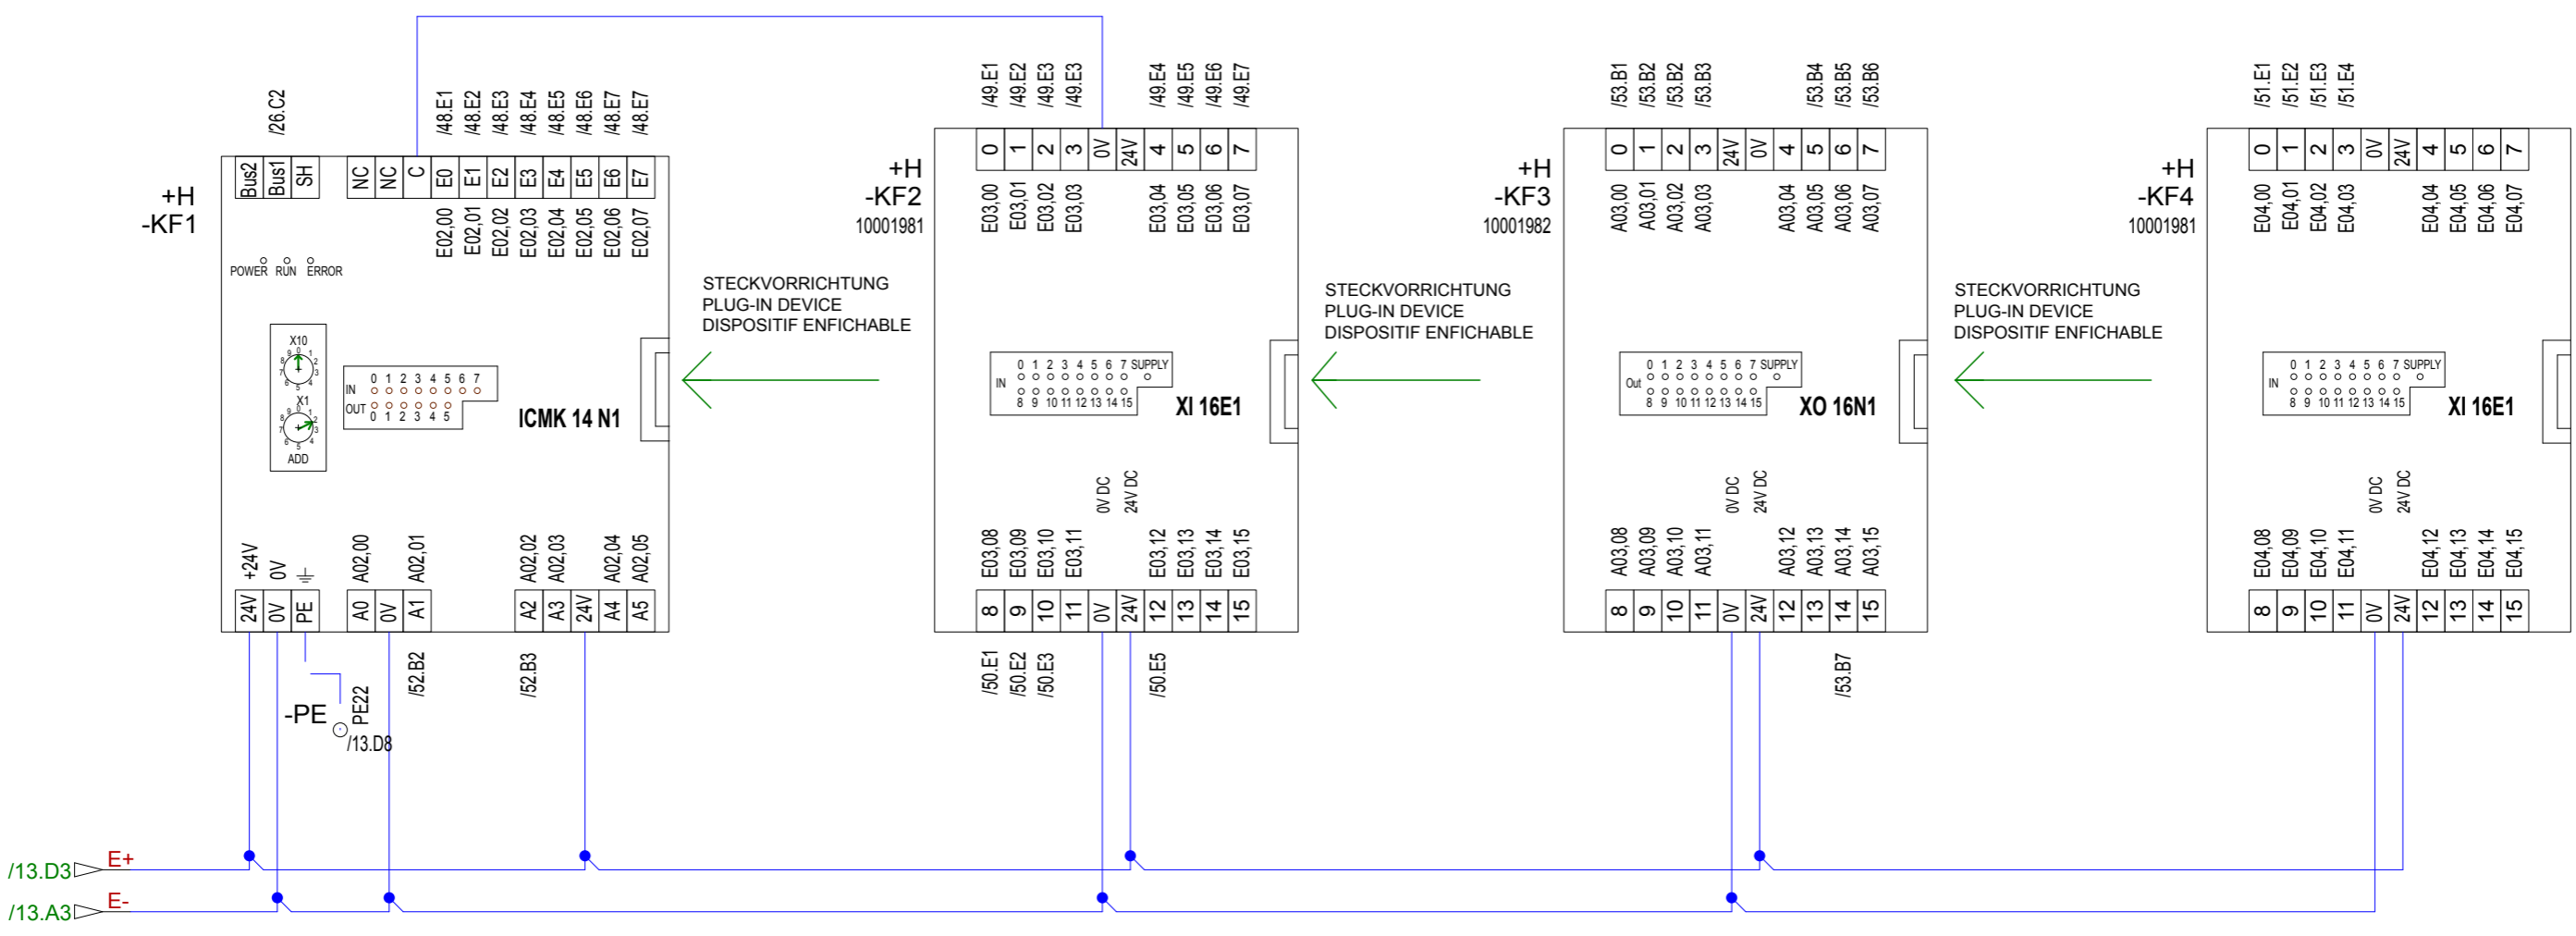 /26.C2
/48.E1
/48.E2
/48.E3
/48.E4
/48.E5
/48.E6
/48.E7
/48.E7
+H
-KF1
Bus2
Bus1
SH
NC
NC
C
E0
E1
E2
E3
E4
E5
E6
E7
E02,00
E02,01
E02,02
E02,03
E02,04
E02,05
E02,06
E02,07
POWER RUN ERROR
X10
0 1 2 3 4 5 6 7 8 9
X1
0 1 2 3 4 5 6 7 8 9
ADD
0 1 2 3 4 5 6 7
IN
OUT
0 1 2 3 4 5
ICMK 14 N1
+24V
0V
A02,00
A02,01
A02,02
A02,03
A02,04
A02,05
24V
0V
PE
A0
0V
A1
A2
A3
24V
A4
A5
/52.B2
/52.B3
-PE
PE22
/13.D8
STECKVORRICHTUNG
PLUG-IN DEVICE
DISPOSITIF ENFICHABLE
/49.E1
/49.E2
/49.E3
/49.E3
/49.E4
/49.E5
/49.E6
/49.E7
+H
-KF2
10001981
0
1
2
3
0V
24V
4
5
6
7
E03,00
E03,01
E03,02
E03,03
E03,04
E03,05
E03,06
E03,07
0 1 2 3 4 5 6 7 SUPPLY
IN
8 9 10 11 12 13 14 15
XI 16E1
0V DC
24V DC
E03,08
E03,09
E03,10
E03,11
E03,12
E03,13
E03,14
E03,15
8
9
10
11
0V
24V
12
13
14
15
/50.E1
/50.E2
/50.E3
/50.E5
STECKVORRICHTUNG
PLUG-IN DEVICE
DISPOSITIF ENFICHABLE
/53.B1
/53.B2
/53.B2
/53.B3
/53.B4
/53.B5
/53.B6
+H
-KF3
10001982
0
1
2
3
24V
0V
4
5
6
7
A03,00
A03,01
A03,02
A03,03
A03,04
A03,05
A03,06
A03,07
0 1 2 3 4 5 6 7 SUPPLY
Out
8 9 10 11 12 13 14 15
XO 16N1
0V DC
24V DC
A03,08
A03,09
A03,10
A03,11
A03,12
A03,13
A03,14
A03,15
8
9
10
11
0V
24V
12
13
14
15
/53.B7
STECKVORRICHTUNG
PLUG-IN DEVICE
DISPOSITIF ENFICHABLE
/51.E1
/51.E2
/51.E3
/51.E4
+H
-KF4
10001981
0
1
2
3
0V
24V
4
5
6
7
E04,00
E04,01
E04,02
E04,03
E04,04
E04,05
E04,06
E04,07
0 1 2 3 4 5 6 7 SUPPLY
IN
8 9 10 11 12 13 14 15
XI 16E1
0V DC
24V DC
E04,08
E04,09
E04,10
E04,11
E04,12
E04,13
E04,14
E04,15
8
9
10
11
0V
24V
12
13
14
15
/13.D3 E+
/13.A3 E-